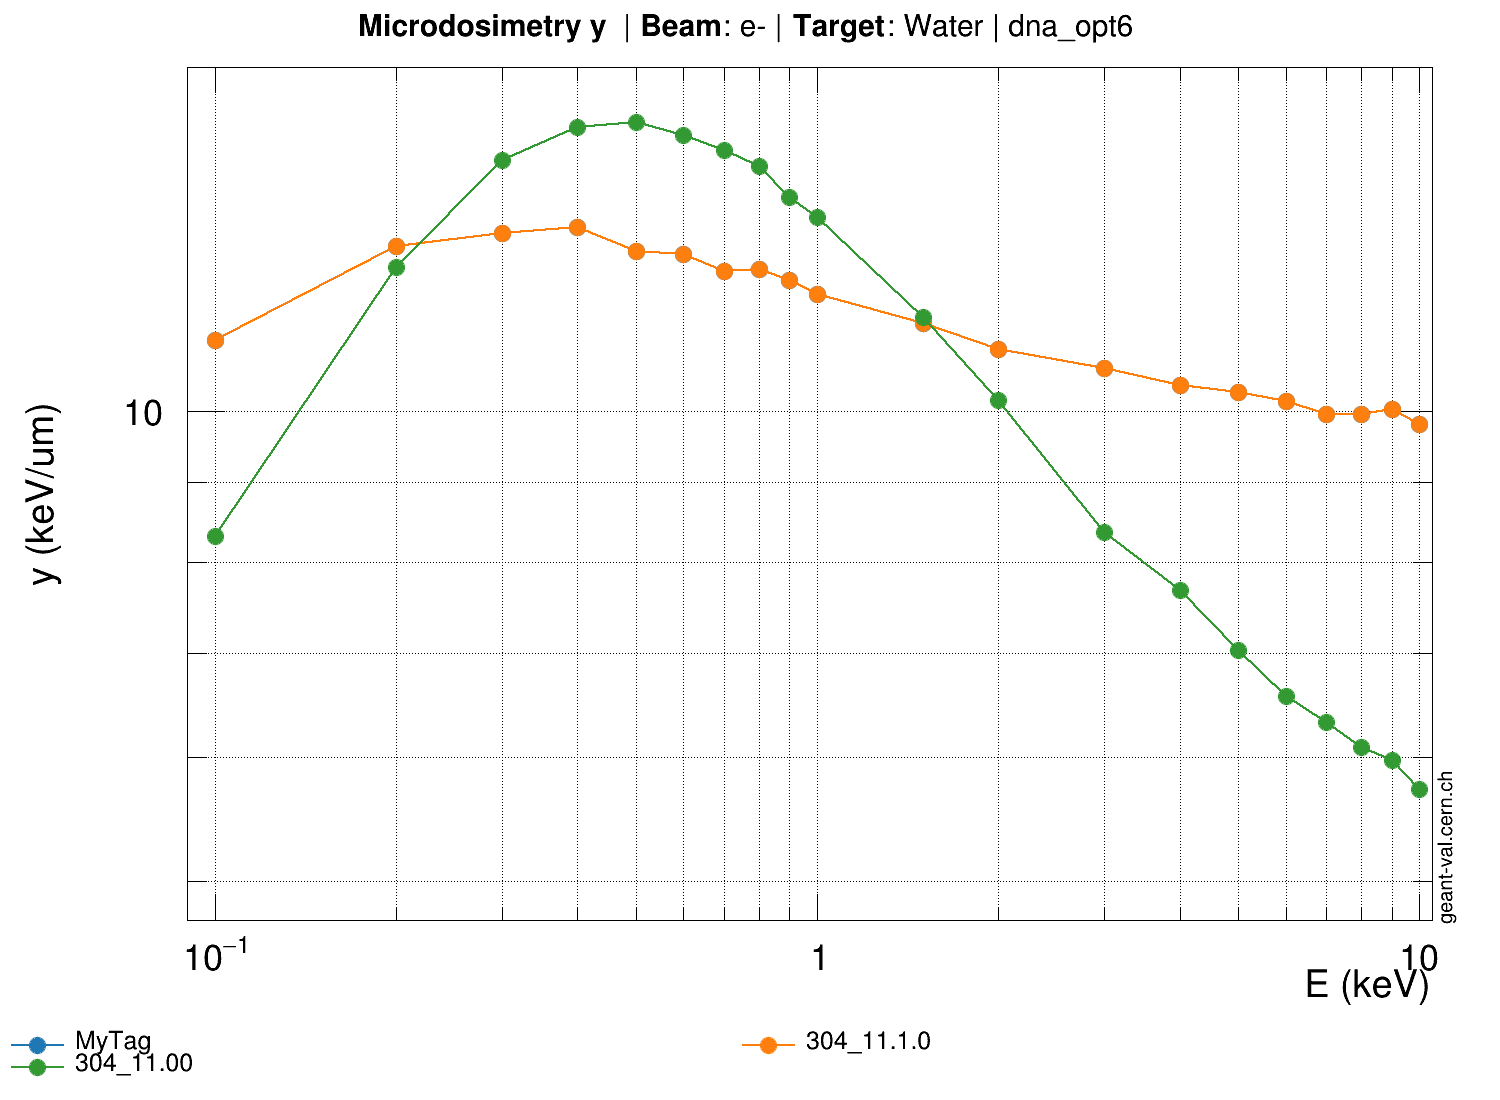 Microdosimetry y | Beam: e- | Target: Water | dna_opt6
y (keV/um)
10
10⁻¹
1
10
E (keV)
geant-val.cern.ch
MyTag
304_11.1.0
304_11.00